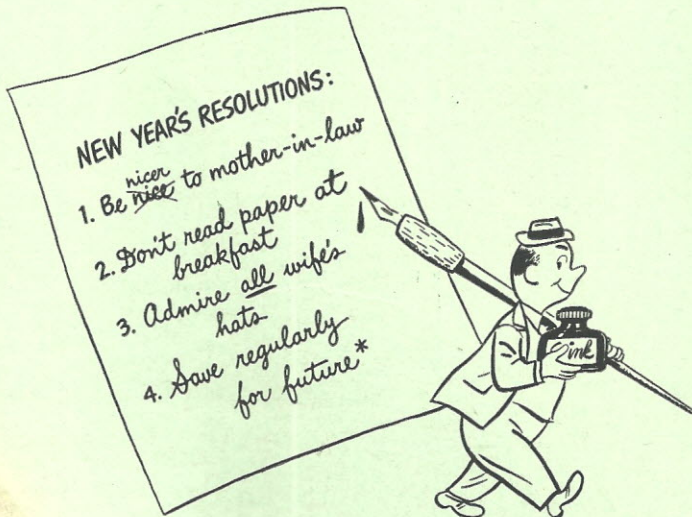 NEW YEAR'S RESOLUTIONS:
nicer
1. Be nice to mother-in-law
2. Don't read paper at
breakfast
3. Admire all wife's
hats
4. Save regularly
for future*
ink